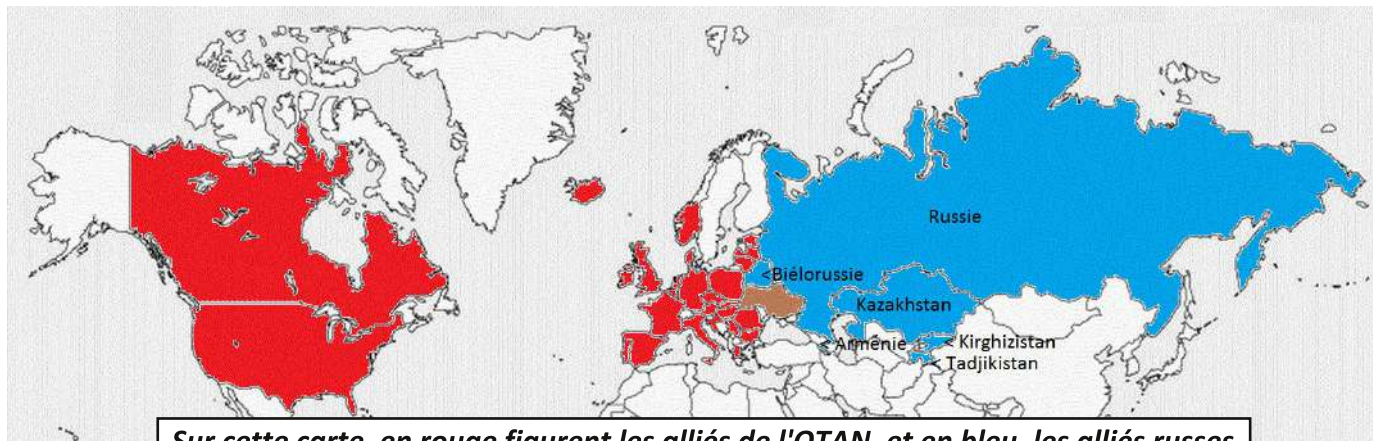 Russie
<Biélorussie
Kazakhstan
< Arménie
< Kirghizistan
< Tadjikistan
Sur cette carte, en rouge figurent les alliés de l'OTAN, et en bleu, les alliés russes